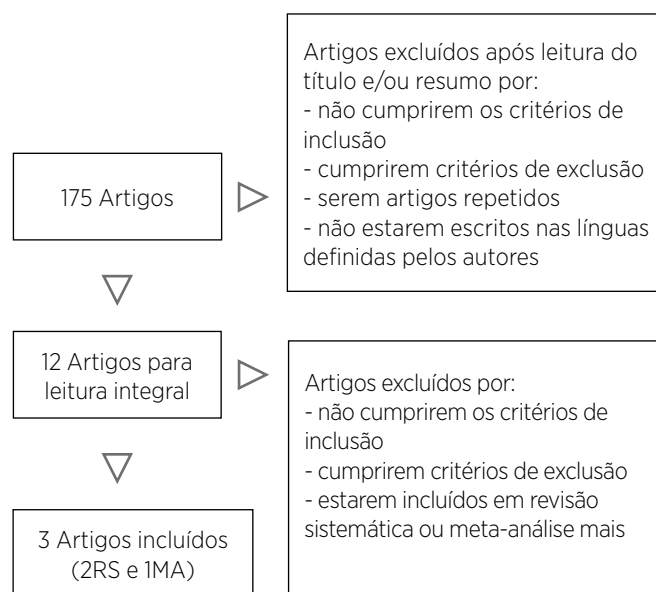 175 Artigos
Artigos excluídos após leitura do
título e/ou resumo por:
- não cumprirem os critérios de
inclusão
- cumprirem critérios de exclusão
- serem artigos repetidos
- não estarem escritos nas línguas
definidas pelos autores
12 Artigos para
leitura integral
Artigos excluídos por:
- não cumprirem os critérios de
inclusão
- cumprirem critérios de exclusão
- estarem incluídos em revisão
sistemática ou meta-análise mais
3 Artigos incluídos
(2RS e 1MA)